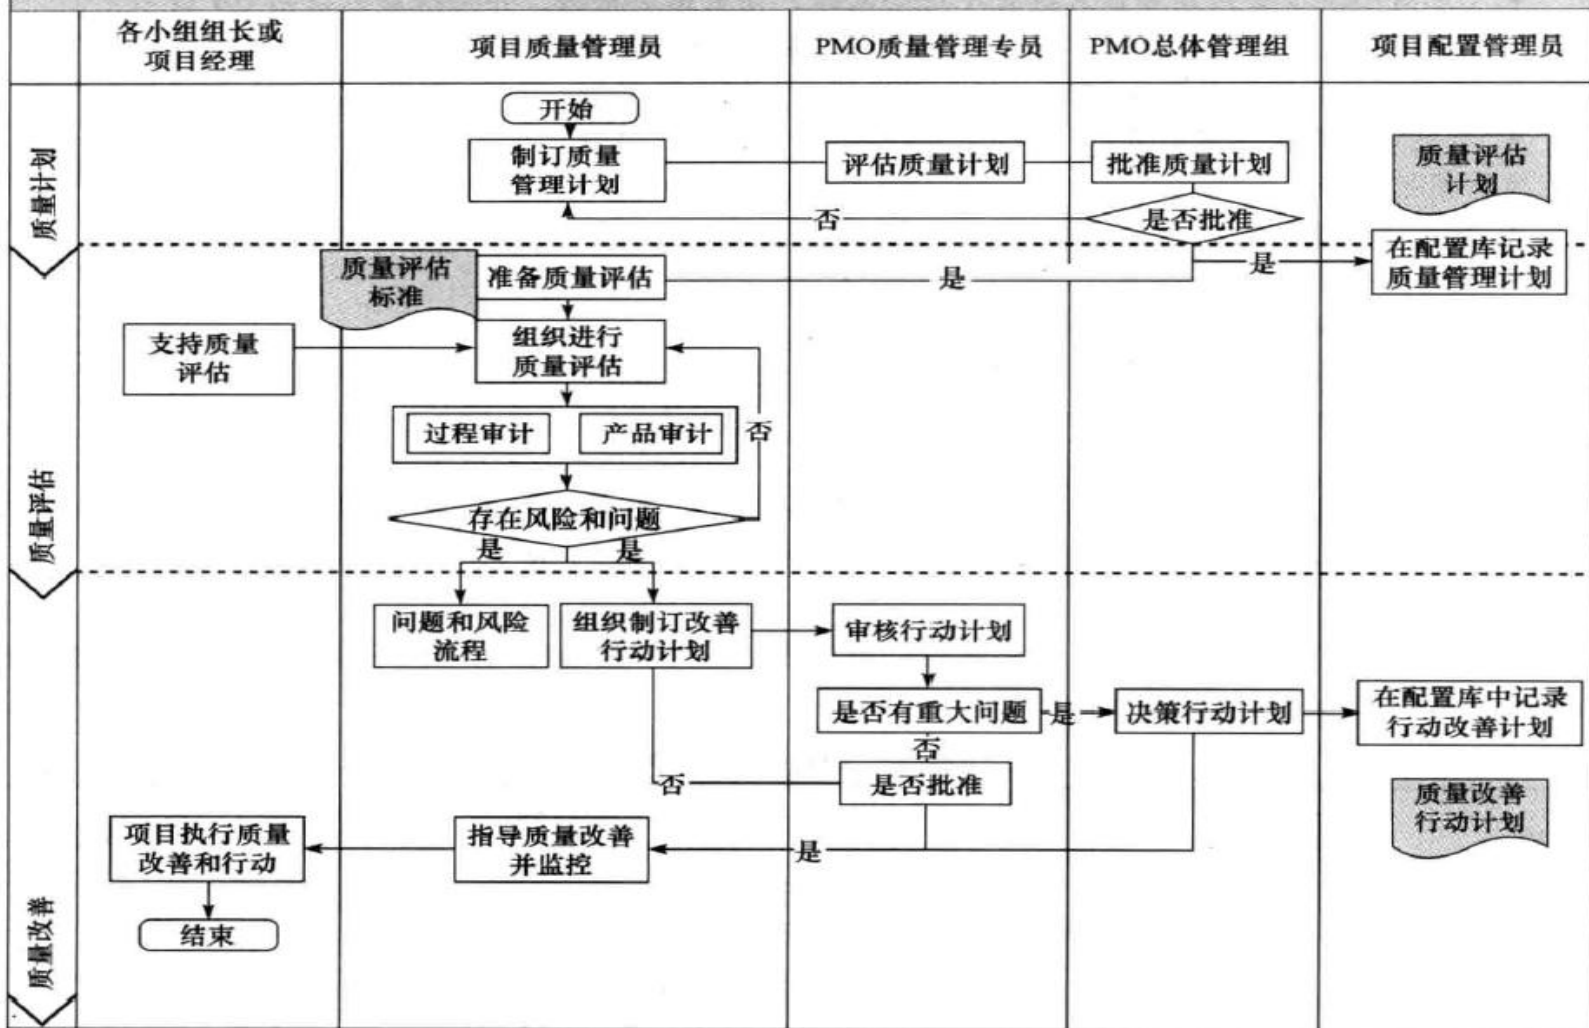 各小组组长或
项目经理
项目质量管理员
PMO质量管理专员
PMO总体管理组
项目配置管理员
质量计划
开始
制订质量
管理计划
评估质量计划
批准质量计划
质量评估
计划
否
是否批准
质量评估
标准
准备质量评估
是
是
在配置库记录
质量管理计划
质量评估
支持质量
评估
组织进行
质量评估
过程审计
产品审计
否
存在风险和问题
是
是
质量改善
问题和风险
流程
组织制订改善
行动计划
审核行动计划
是否有重大问题
是
决策行动计划
在配置库中记录
行动改善计划
否
否
是否批准
质量改善
行动计划
项目执行质量
改善和行动
指导质量改善
并监控
是
结束